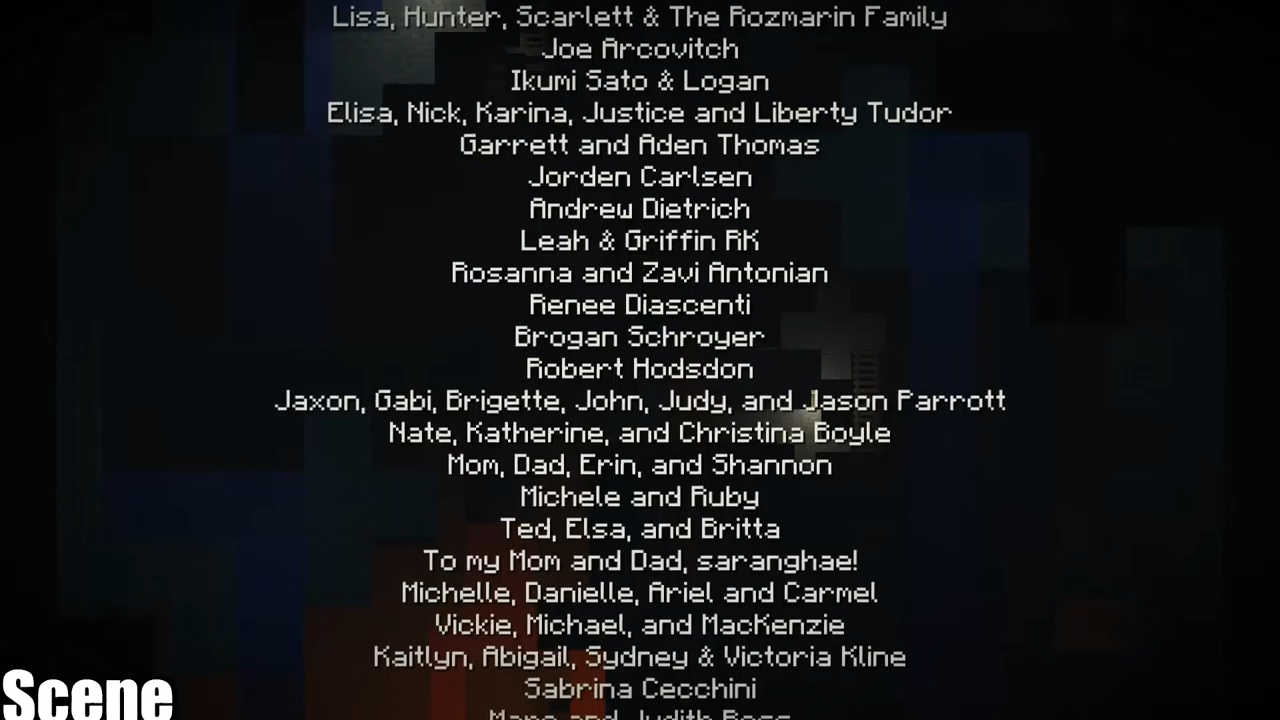 Lisa, Hunter, Scarlett & The Rozmarin Family
Joe Arcovitch
Ikumi Sato & Logan
Elisa, Nick, Karina, Justice and Liberty Tudor
Garrett and Aden Thomas
Jorden Carlsen
Andrew Dietrich
Leah & Griffin RK
Rosanna and Zavi Antonian
Renee Diascenti
Brogan Schroyer
Robert Hodsdon
Jaxon, Gabi, Brigette, John, Judy, and Jason Parrott
Nate, Katherine, and Christina Boyle
Mom, Dad, Erin, and Shannon
Michele and Ruby
Ted, Elsa, and Britta
To my Mom and Dad, saranghae!
Michelle, Danielle, Ariel and Carmel
Vickie, Michael, and MacKenzie
Kaitlyn, Abigail, Sydney & Victoria Kline
Sabrina Cecchini
and Judith
Scene